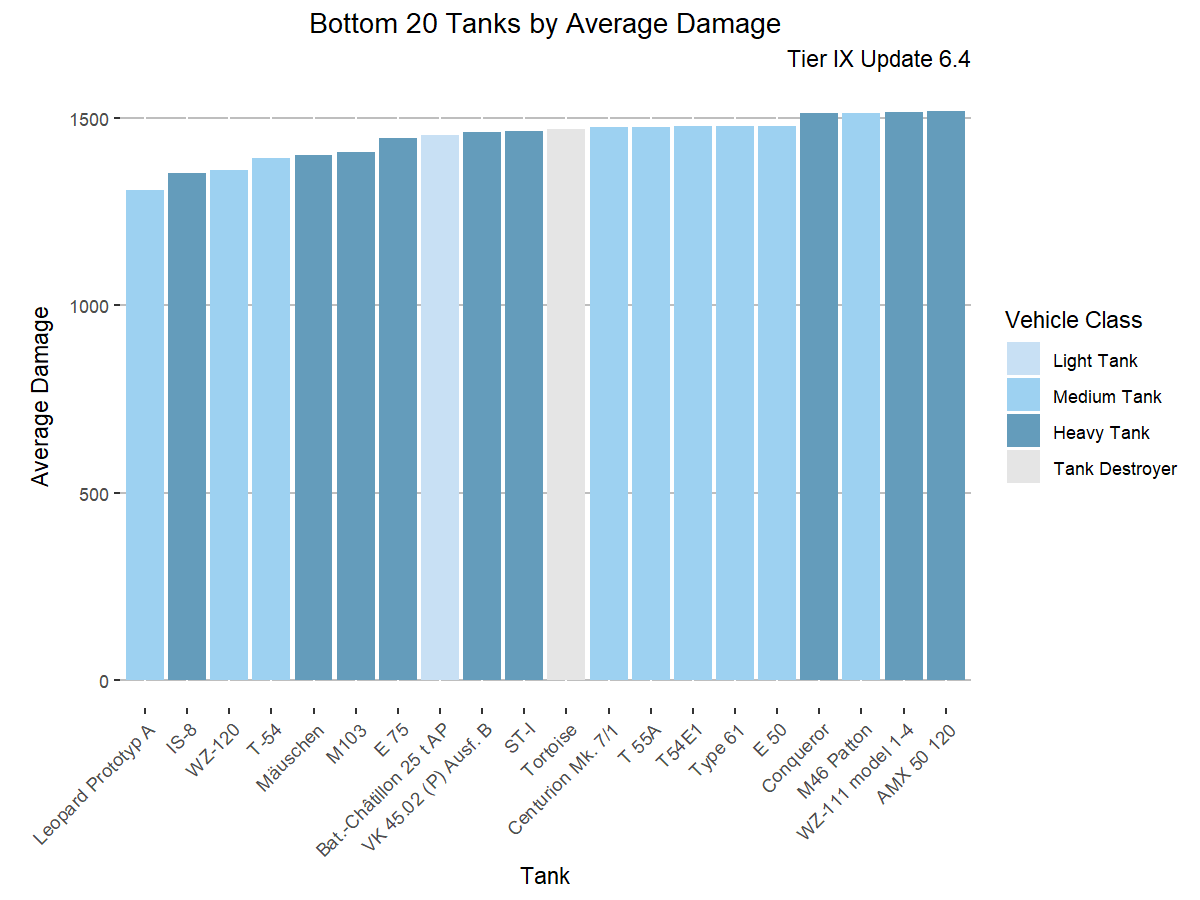 Bottom 20 Tanks by Average Damage
Tier IX Update 6.4
Average Damage
1500
1000
500
0
Leopard Prototyp A
IS-8
WZ-120
T-54
Mäuschen
M103
E 75
Bat.-Châtillon 25 t AP
VK 45.02 (P) Ausf. B
ST-I
Tortoise
Centurion Mk. 7/1
T 55A
T54E1
Type 61
E 50
Conqueror
M46 Patton
WZ-111 model 1-4
AMX 50 120
Tank
Vehicle Class
Light Tank
Medium Tank
Heavy Tank
Tank Destroyer